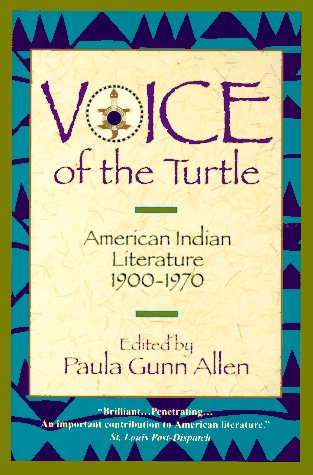 VOICE
of the Turtle
American Indian
Literature
1900-1970
Edited by
Paula Gunn Allen
"Brilliant...Penetrating...
An important contribution to American literature."
St. Louis Post-Dispatch